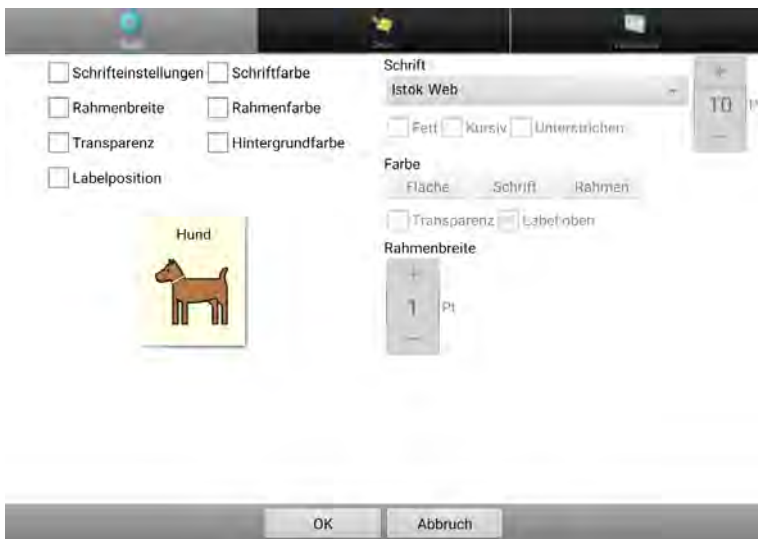 Schrifteinstellungen
Schriftfarbe
Rahmenbreite
Rahmenfarbe
Transparenz
Hintergrundfarbe
Labelposition
Hund
Schrift
Istok Web
+
10
—
Fett
Kursiv
Unterstrichen
Farbe
Fläche
Schrift
Rahmen
Transparenz
Label oben
Rahmenbreite
+
1
Pt
—
OK
Abbruch